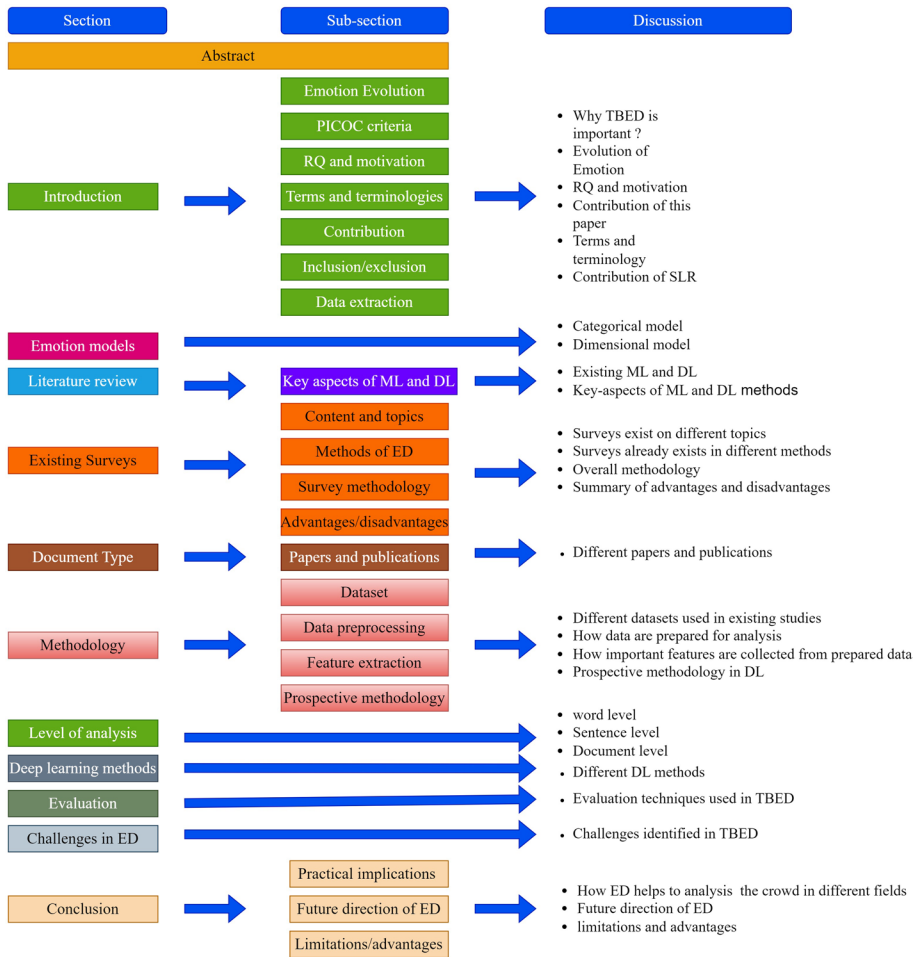 Section
Sub-section
Discussion
Abstract
Introduction
Emotion Evolution
PICOC criteria
RQ and motivation
Terms and terminologies
Contribution
Inclusion/exclusion
Data extraction
• Why TBED is
important ?
• Evolution of
Emotion
• RQ and motivation
• Contribution of this
paper
• Terms and
terminology
• Contribution of SLR
Emotion models
• Categorical model
• Dimensional model
Literature review
Key aspects of ML and DL
• Existing ML and DL
• Key-aspects of ML and DL methods
Existing Surveys
Content and topics
Methods of ED
Survey methodology
Advantages/disadvantages
• Surveys exist on different topics
• Surveys already exists in different methods
• Overall methodology
• Summary of advantages and disadvantages
Document Type
Papers and publications
• Different papers and publications
Methodology
Dataset
Data preprocessing
Feature extraction
Prospective methodology
• Different datasets used in existing studies
• How data are prepared for analysis
• How important features are collected from prepared data
• Prospective methodology in DL
Level of analysis
• word level
• Sentence level
• Document level
Deep learning methods
• Different DL methods
Evaluation
• Evaluation techniques used in TBED
Challenges in ED
• Challenges identified in TBED
Conclusion
Practical implications
Future direction of ED
Limitations/advantages
• How ED helps to analysis the crowd in different fields
• Future direction of ED
• limitations and advantages